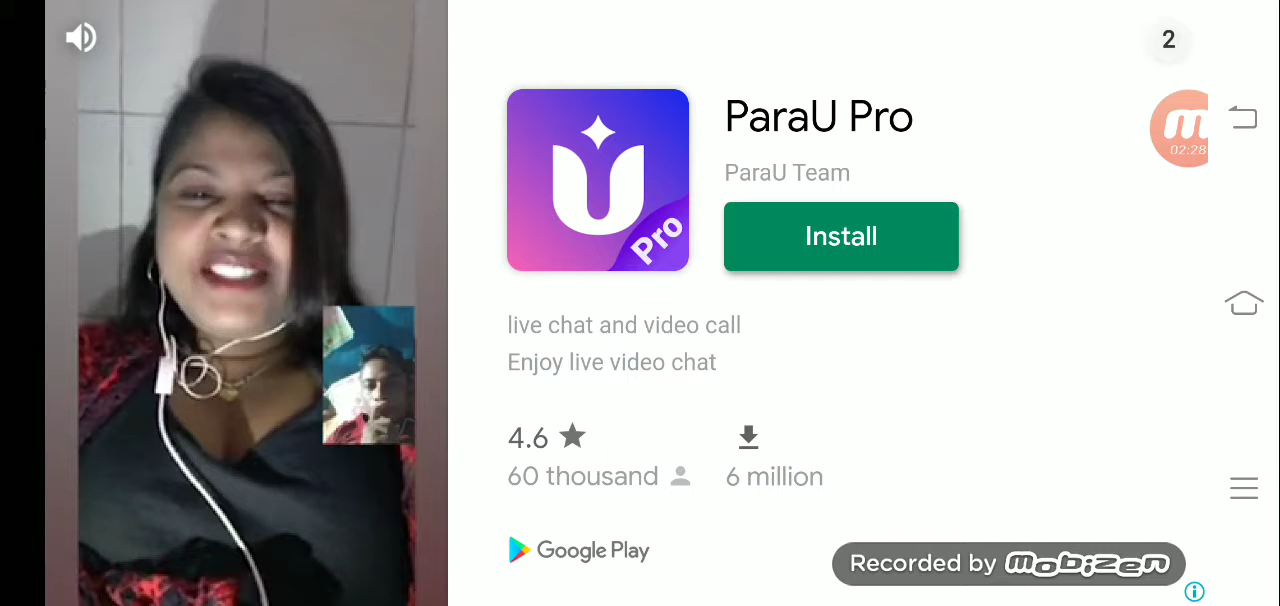 2
ParaU Pro
02:28
ParaU Team
Install
Pro
live chat and video call
Enjoy live video chat
4.6
60 thousand
6 million
Google Play
Recorded by mobizen